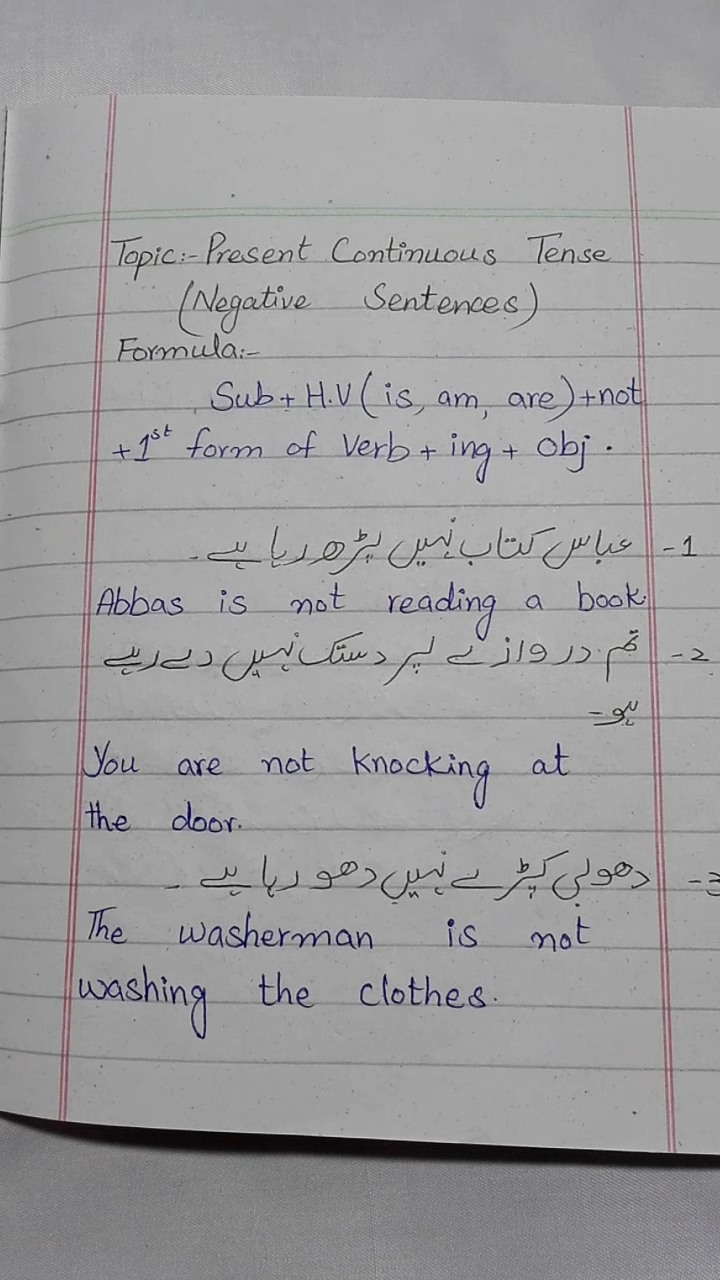 Topic:- Present Continuous Tense
(Negative Sentences)
Formula:-
Sub + H.V (is, am, are) + not
+ 1st form of Verb + ing + obj.
1- عباس کتاب نہیں پڑھ رہا ہے۔
Abbas is not reading a book.
2- تم دروازے پر دستک نہیں دے رہے
ہو۔
You are not knocking at
the door.
3- دھوبی کپڑے نہیں دھو رہا ہے۔
The washerman is not
washing the clothes.